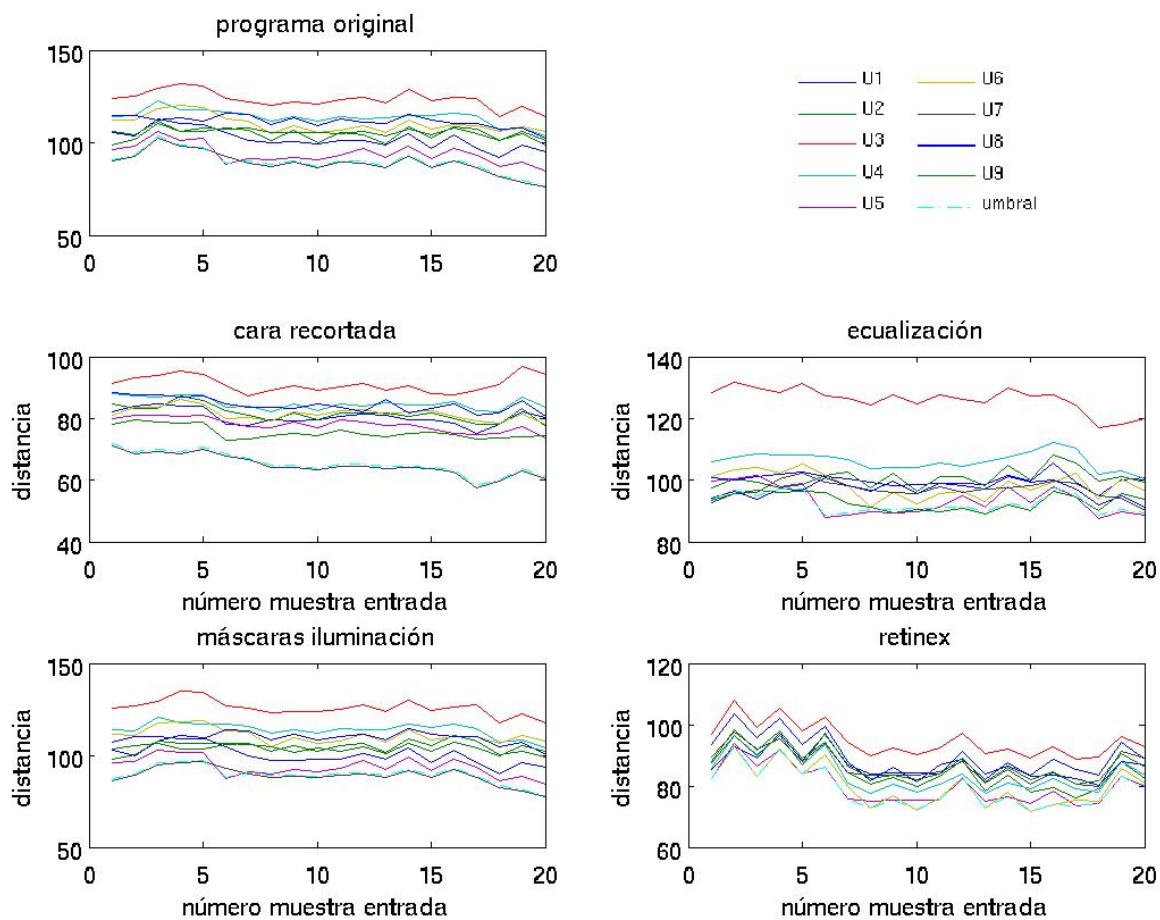 programa original
150
100
50
0 5 10 15 20
U1 U6
U2 U7
U3 U8
U4 U9
U5 umbral
cara recortada
distancia
100
80
60
40
0 5 10 15 20
número muestra entrada
ecualización
distancia
140
120
100
80
0 5 10 15 20
número muestra entrada
máscaras iluminación
distancia
150
100
50
0 5 10 15 20
número muestra entrada
retinex
distancia
120
100
80
60
0 5 10 15 20
número muestra entrada